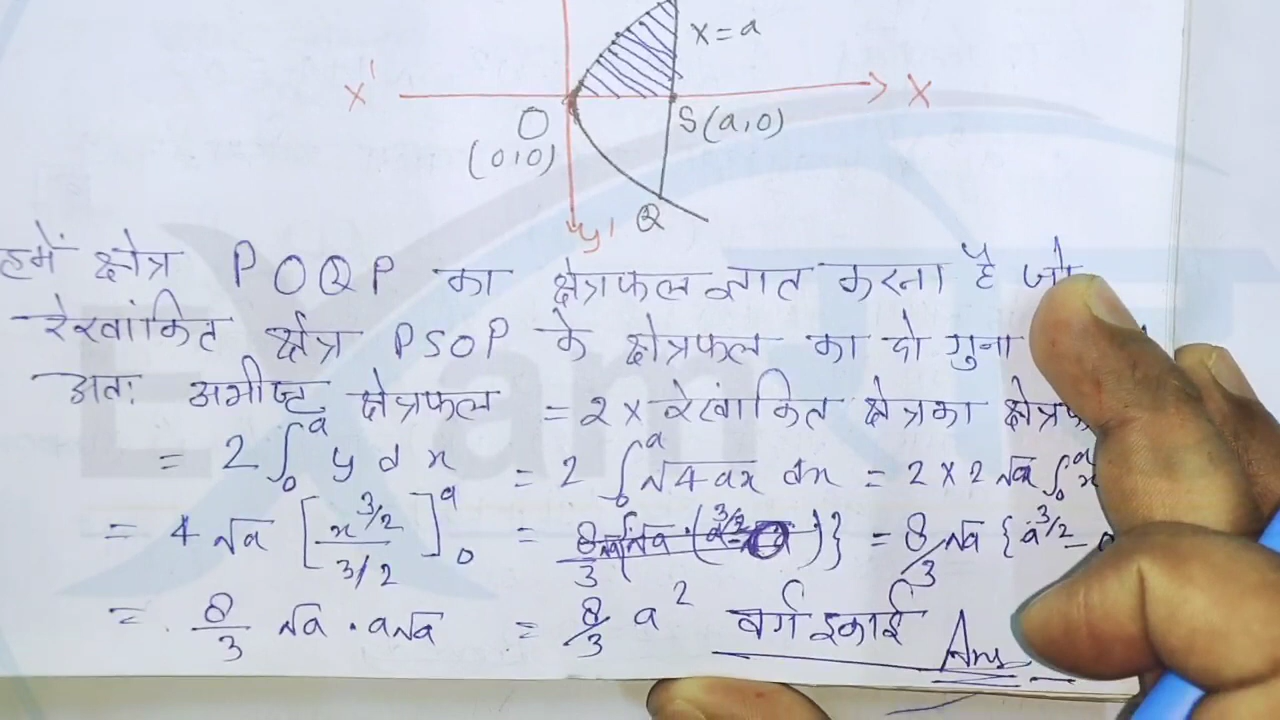 x = a
X' X
O S(a,0)
(0,0)
Q
y'
हमें क्षेत्र POQP का क्षेत्रफल ज्ञात करना है जो
रेखांकित क्षेत्र PSOP के क्षेत्रफल का दो गुना
अतः अभीष्ट क्षेत्रफल = 2 × रेखांकित क्षेत्र का
= 2 ∫₀ᵃ y dx = 2 ∫₀ᵃ √4ax dx = 2 × 2 √a ∫₀ᵃ
= 4 √a [x^3/2 / 3/2]₀ᵃ = = 8/3 √a {a^3/2 -
= 8/3 √a · a√a = 8/3 a² वर्ग इकाई Ans